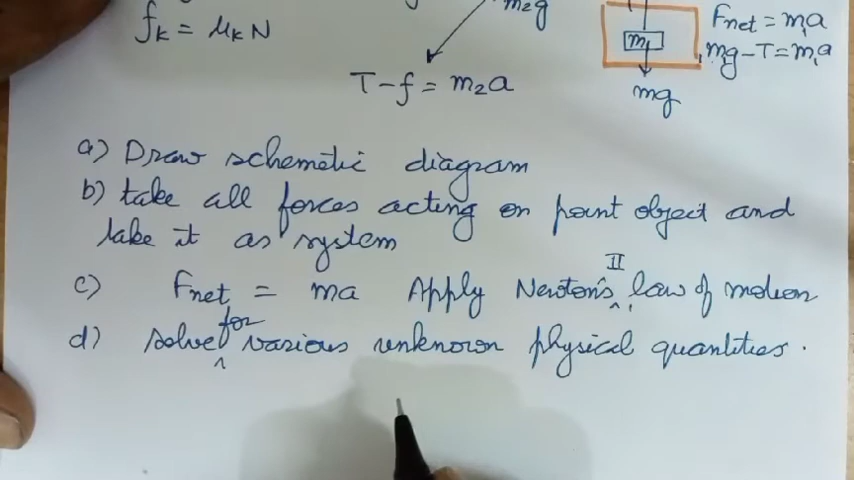 m₂g
Fnet = m₁a
fk = μk N
m₁
m₁g - T = m₁a
T - f = m₂a
mg
a) Draw schematic diagram
b) take all forces acting on point object and
take it as system
c) Fnet = ma Apply Newton's II law of motion
d) solve for various unknown physical quantities.